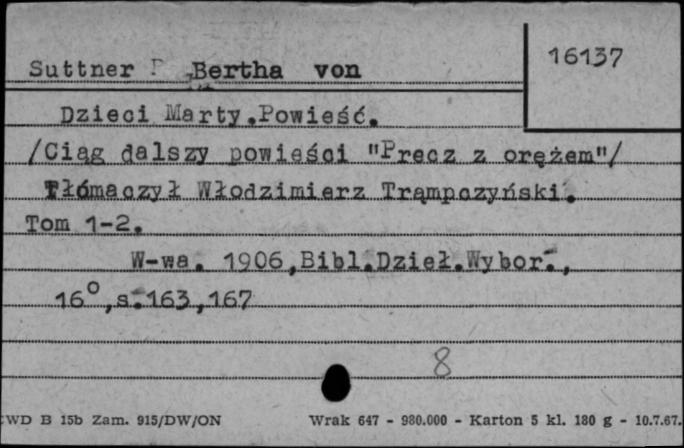 16137
Suttner Bertha von
Dzieci Marty.Powieść.
/Ciąg dalszy powieści "Precz z orężem"/
Tłómaczył Włodzimierz Trąmpczyński.
Tom 1-2.
W-wa. 1906,Bibl.Dzieł.Wybor.,
16°,s.163,167
8
WD B 15b Zam. 915/DW/ON Wrak 647 - 980.000 - Karton 5 kl. 180 g - 10.7.67.